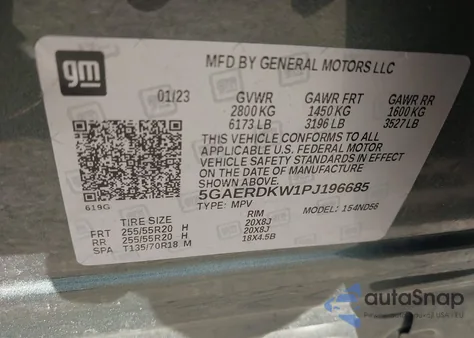 gm
MFD BY GENERAL MOTORS LLC
01/23 GVWR GAWR FRT GAWR RR
2800 KG 1450 KG 1600 KG
6173 LB 3196 LB 3527 LB
THIS VEHICLE CONFORMS TO ALL
APPLICABLE U.S. FEDERAL MOTOR
VEHICLE SAFETY STANDARDS IN EFFECT
ON THE DATE OF MANUFACTURE
SHOWN ABOVE.
5GAERDKW1PJ196685
619G TYPE: MPV MODEL: 154ND56
TIRE SIZE RIM
FRT 255/55R20 H 20X8J
RR 255/55R20 H 20X8J
SPA T135/70R18 M 18X4.5B
autoSnap